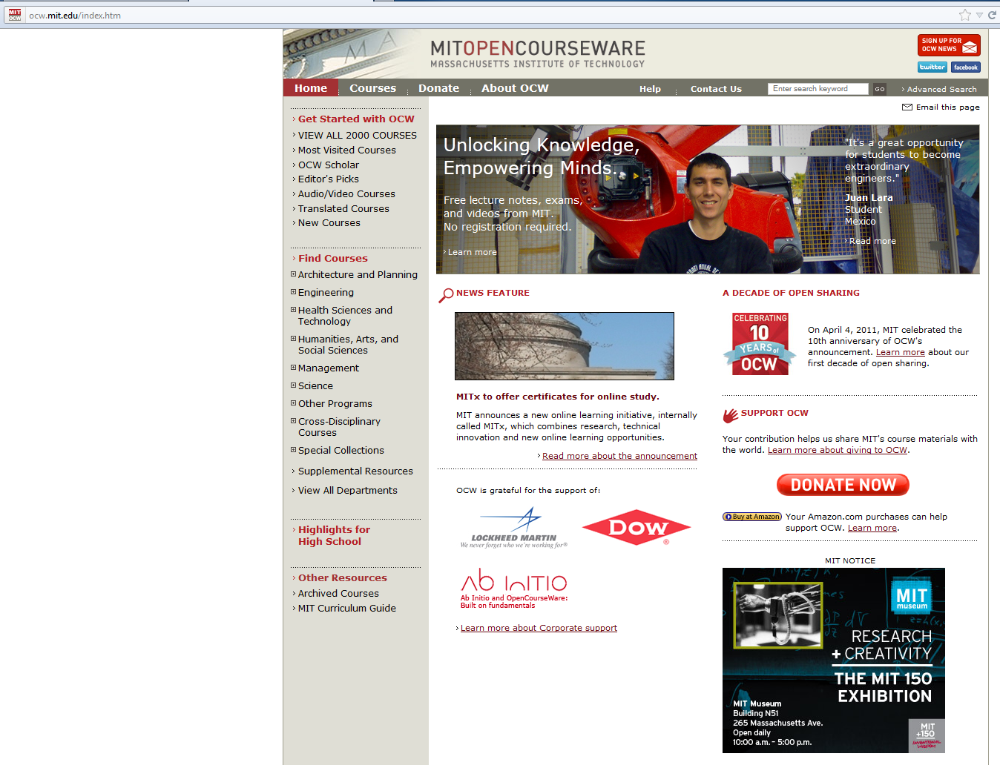 MIT OCW
ocw.mit.edu/index.htm
MITOPENCOURSEWARE
MASSACHUSETTS INSTITUTE OF TECHNOLOGY
SIGN UP FOR
OCW NEWS
twitter facebook
Home Courses Donate About OCW Help Contact Us Enter search keyword GO Advanced Search
Email this page
Get Started with OCW
VIEW ALL 2000 COURSES
Most Visited Courses
OCW Scholar
Editor's Picks
Audio/Video Courses
Translated Courses
New Courses
Find Courses
Architecture and Planning
Engineering
Health Sciences and
Technology
Humanities, Arts, and
Social Sciences
Management
Science
Other Programs
Cross-Disciplinary
Courses
Special Collections
Supplemental Resources
View All Departments
Highlights for
High School
Other Resources
Archived Courses
MIT Curriculum Guide
Unlocking Knowledge,
Empowering Minds.
Free lecture notes, exams,
and videos from MIT.
No registration required.
Learn more
"It's a great opportunity
for students to become
extraordinary
engineers."
Juan Lara
Student
Mexico
Read more
NEWS FEATURE
MITx to offer certificates for online study.
MIT announces a new online learning initiative, internally
called MITx, which combines research, technical
innovation and new online learning opportunities.
Read more about the announcement
OCW is grateful for the support of:
LOCKHEED MARTIN
We never forget who we're working for®
DOW®
Ab Initio
Ab Initio and OpenCourseWare:
Built on fundamentals
Learn more about Corporate support
A DECADE OF OPEN SHARING
CELEBRATING
10
YEARS of
OCW
On April 4, 2011, MIT celebrated the
10th anniversary of OCW's
announcement. Learn more about our
first decade of open sharing.
SUPPORT OCW
Your contribution helps us share MIT's course materials with
the world. Learn more about giving to OCW.
DONATE NOW
Buy at Amazon
Your Amazon.com purchases can help
support OCW. Learn more.
MIT NOTICE
MIT
museum
RESEARCH
+ CREATIVITY
THE MIT 150
EXHIBITION
MIT Museum
Building N51
265 Massachusetts Ave.
Open daily
10:00 a.m. – 5:00 p.m.
MIT
+150
INVENTIONAL
WISDOM